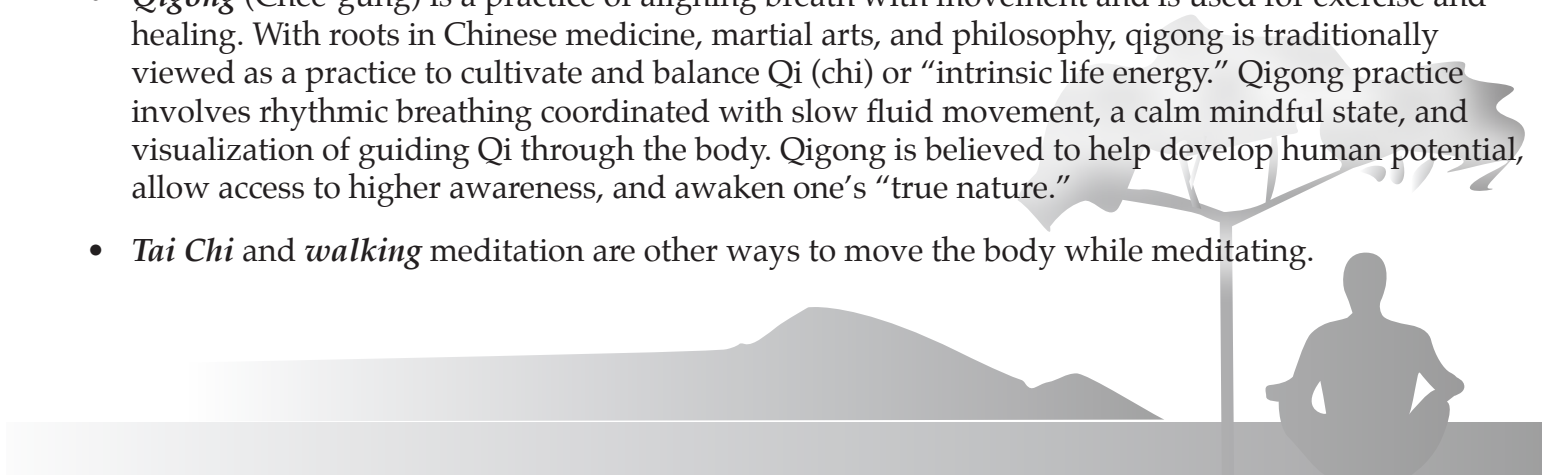 • Qigong (Chee-gung) is a practice of aligning breath with movement and is used for exercise and
healing. With roots in Chinese medicine, martial arts, and philosophy, qigong is traditionally
viewed as a practice to cultivate and balance Qi (chi) or “intrinsic life energy.” Qigong practice
involves rhythmic breathing coordinated with slow fluid movement, a calm mindful state, and
visualization of guiding Qi through the body. Qigong is believed to help develop human potential,
allow access to higher awareness, and awaken one’s “true nature.”
• Tai Chi and walking meditation are other ways to move the body while meditating.